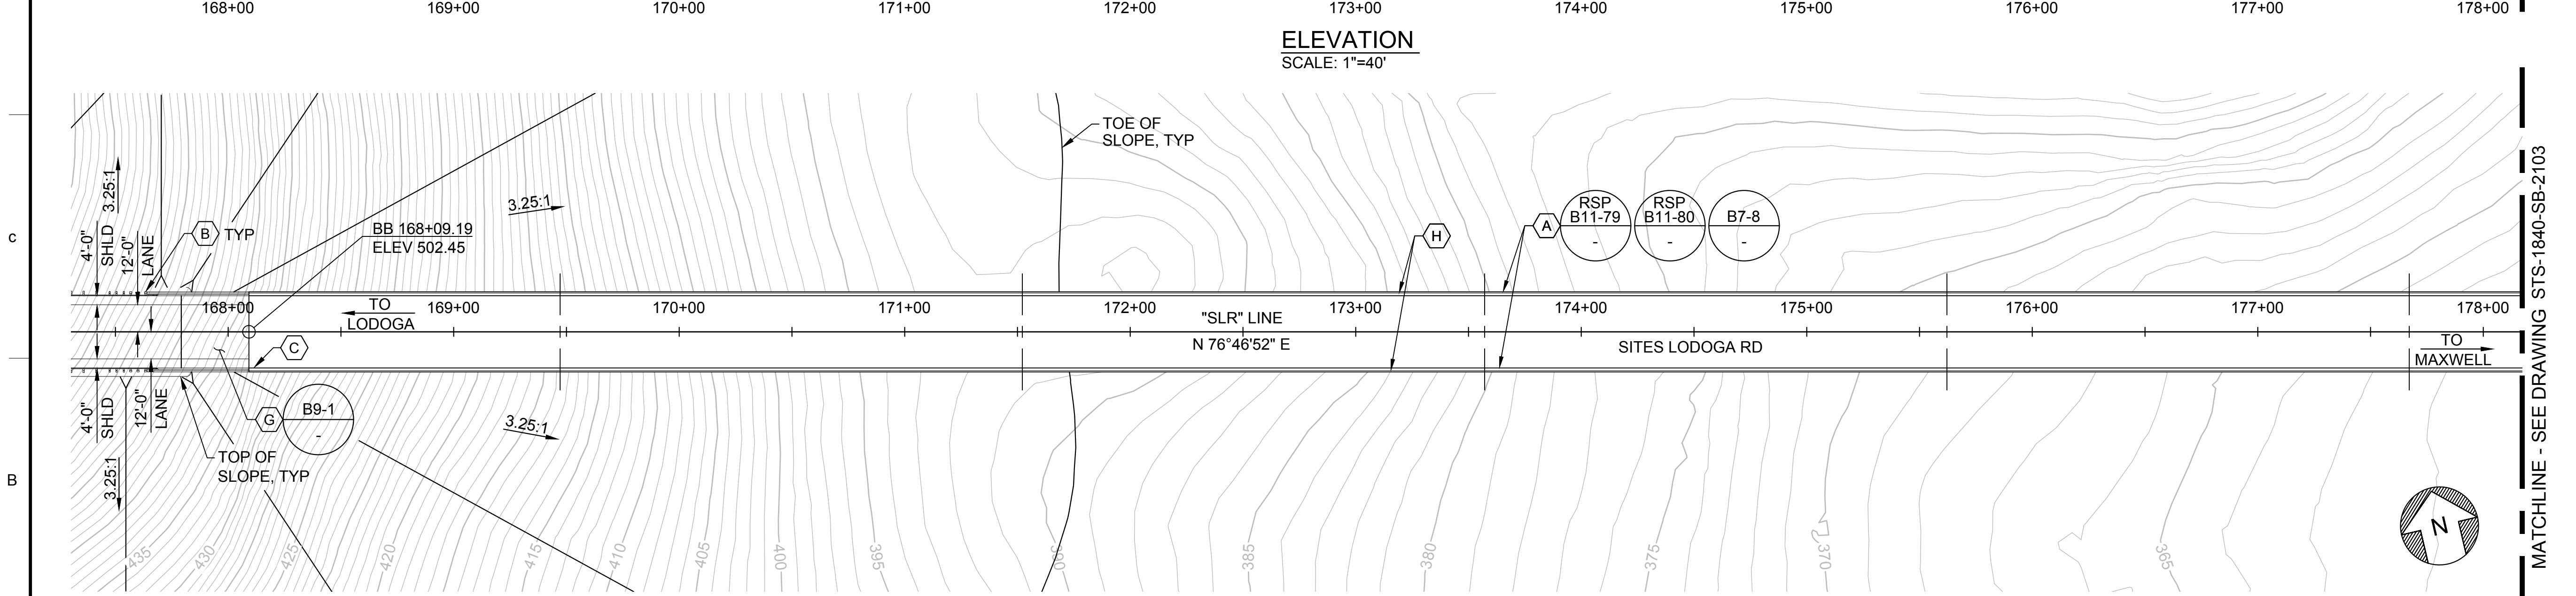 168+00 169+00 170+00 171+00 172+00 173+00 174+00 175+00 176+00 177+00 178+00
ELEVATION
SCALE: 1"=40'
TOE OF
SLOPE, TYP
3.25:1
4'-0"
SHLD
12'-0"
LANE
B TYP
BB 168+09.19
ELEV 502.45
3.25:1
H
A
RSP
B11-79
-
RSP
B11-80
-
B7-8
-
c
168+00 169+00 170+00 171+00 172+00 173+00 174+00 175+00 176+00 177+00 178+00
TO
LODOGA
"SLR" LINE
N 76°46'52" E
SITES LODOGA RD
TO
MAXWELL
C
4'-0"
SHLD
12'-0"
LANE
G
B9-1
-
3.25:1
TOP OF
SLOPE, TYP
3.25:1
B
435 430 425 420 415 410 405 400 395 390 385 380 375 370 365
N
MATCHLINE - SEE DRAWING STS-1840-SB-2103